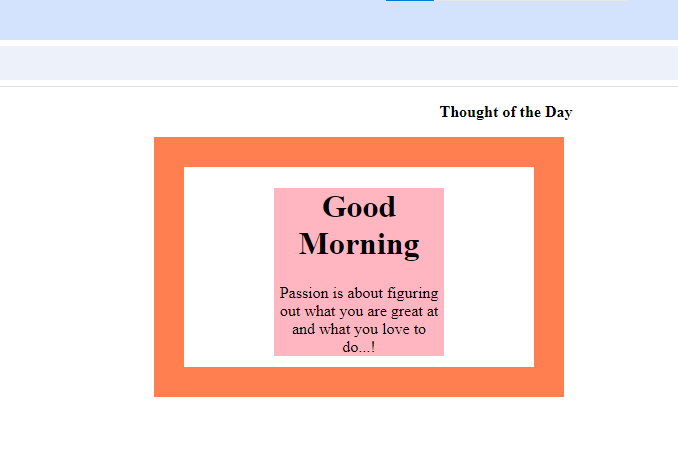 Thought of the Day
Good
Morning
Passion is about figuring
out what you are great at
and what you love to
do...!